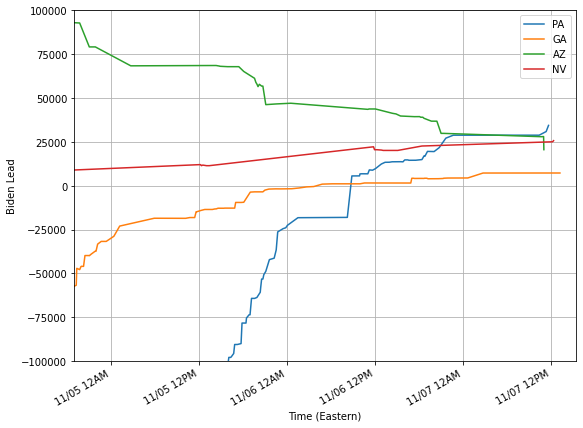 100000
75000
50000
25000
0
−25000
−50000
−75000
−100000
Biden Lead
PA
GA
AZ
NV
11/05 12AM
11/05 12PM
11/06 12AM
11/06 12PM
11/07 12AM
11/07 12PM
Time (Eastern)